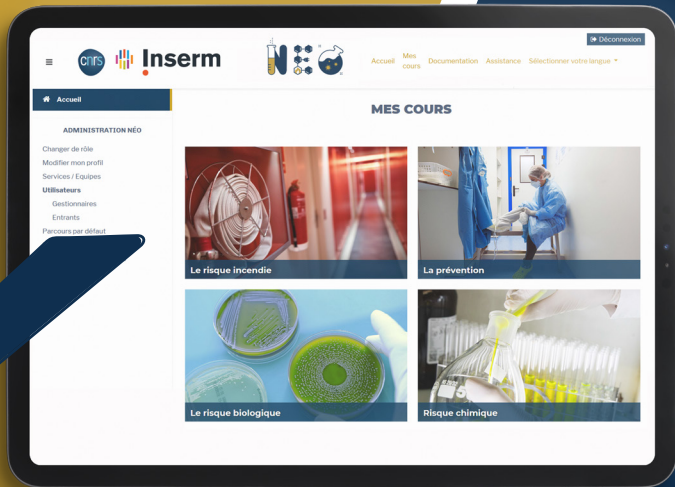 Déconnexion
cnrs
Inserm
NEO
Accueil
Mes
cours
Documentation
Assistance
Sélectionner votre langue
Accueil
MES COURS
ADMINISTRATION NÉO
Changer de rôle
Modifier mon profil
Services / Equipes
Utilisateurs
Gestionnaires
Entrants
Parcours par défaut
Le risque incendie
La prévention
Le risque biologique
Risque chimique